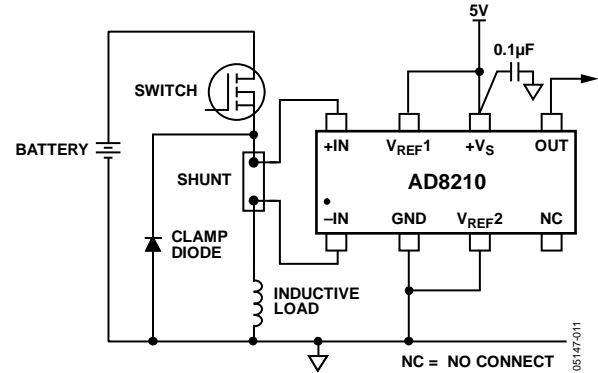 5V
0.1µF
SWITCH
BATTERY
SHUNT
CLAMP
DIODE
INDUCTIVE
LOAD
+IN VREF1 +VS OUT
AD8210
–IN GND VREF2 NC
NC = NO CONNECT
05147-011